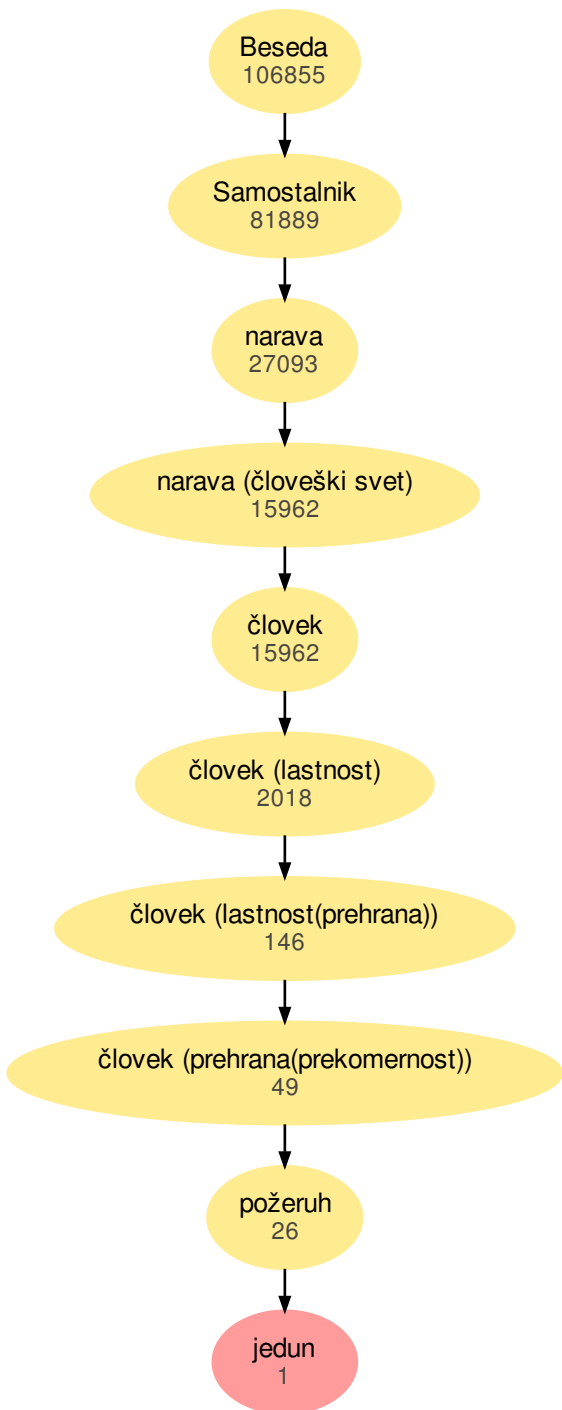 Beseda
106855
Samostalnik
81889
narava
27093
narava (človeški svet)
15962
človek
15962
človek (lastnost)
2018
človek (lastnost(prehrana))
146
človek (prehrana(prekomernost))
49
požeruh
26
jedun
1